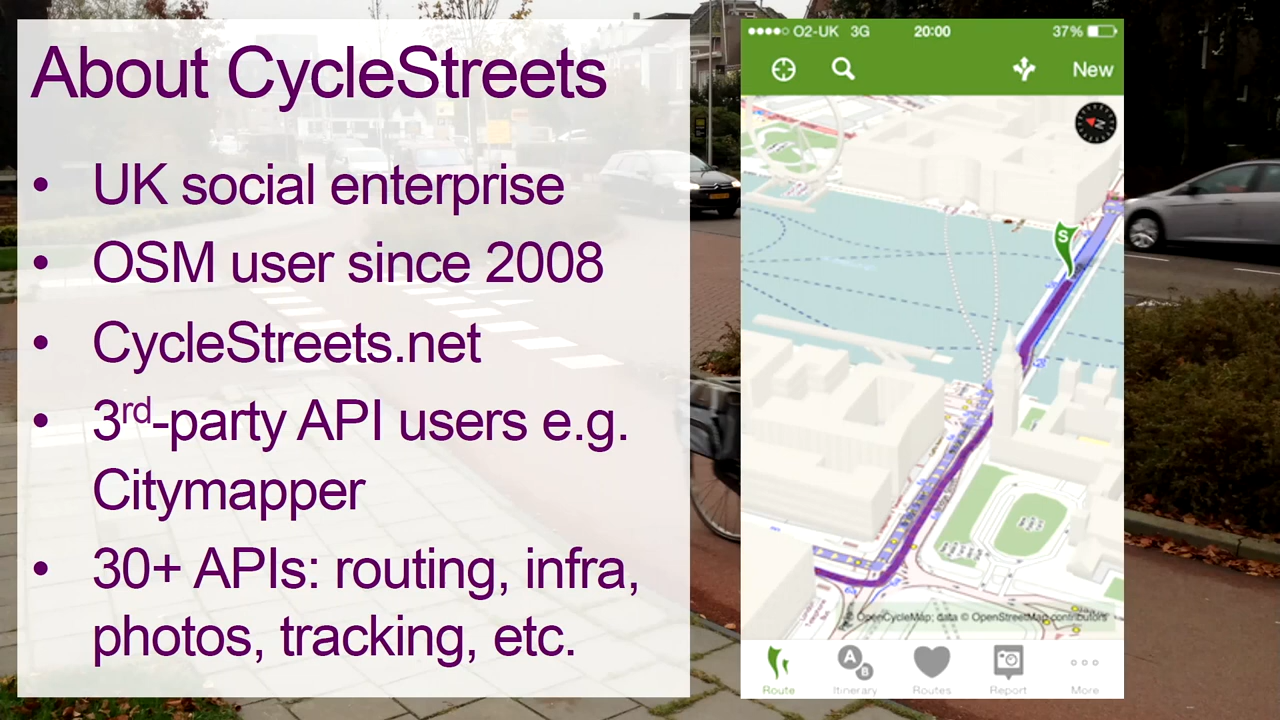 About CycleStreets
• UK social enterprise
• OSM user since 2008
• CycleStreets.net
• 3rd-party API users e.g.
Citymapper
• 30+ APIs: routing, infra,
photos, tracking, etc.
O2-UK 3G 20:00 37%
New
N
S
OpenCycleMap; data © OpenStreetMap contributors
A B
Route Itinerary Routes Report More